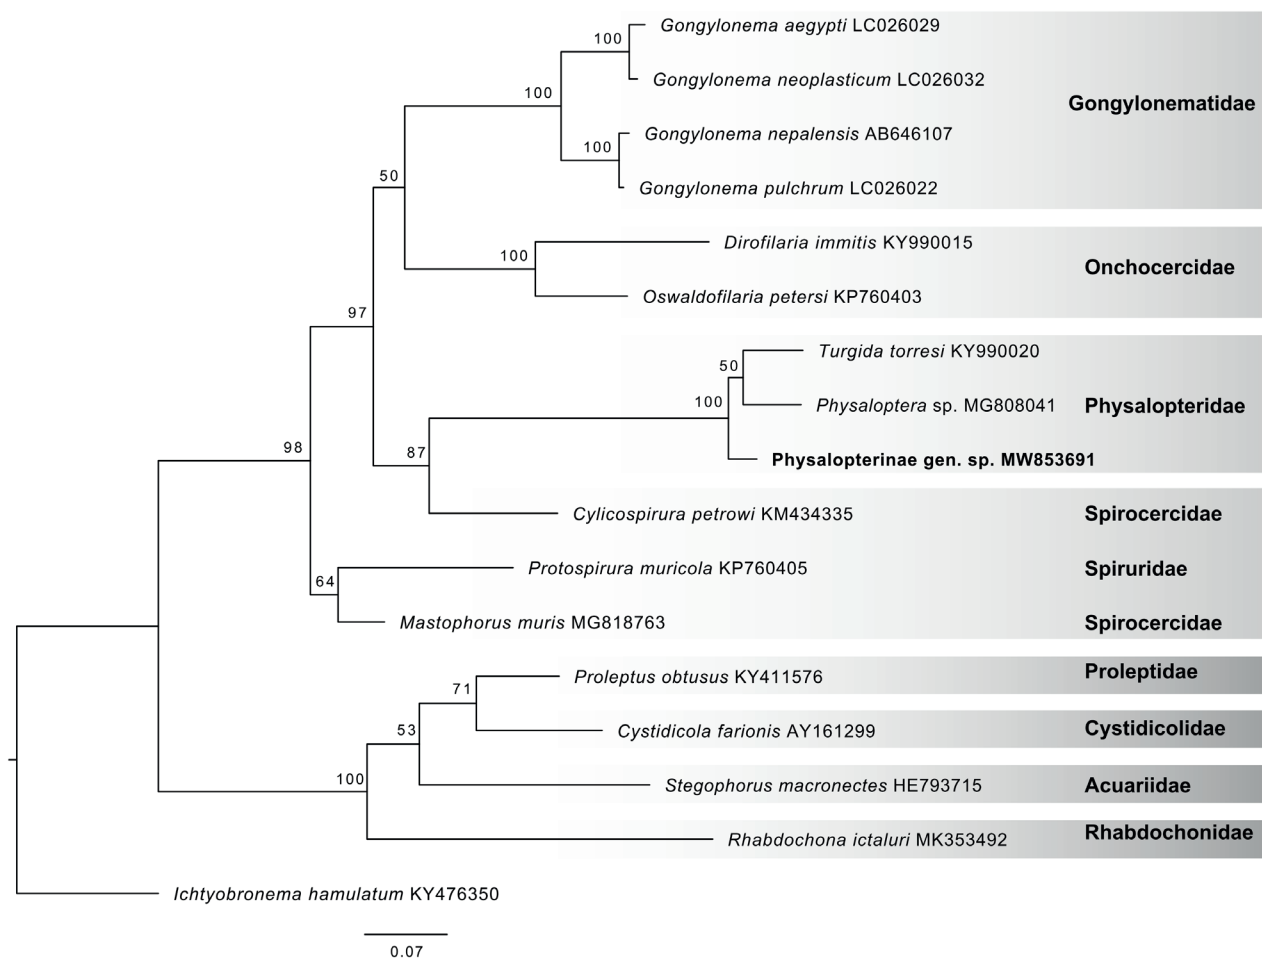 100
Gongylonema aegypti LC026029
100
Gongylonema neoplasticum LC026032
Gongylonematidae
100
Gongylonema nepalensis AB646107
50
Gongylonema pulchrum LC026022
100
Dirofilaria immitis KY990015
Onchocercidae
Oswaldofilaria petersi KP760403
97
Turgida torresi KY990020
50
100
Physaloptera sp. MG808041
Physalopteridae
98
87
Physalopterinae gen. sp. MW853691
Cylicospirura petrowi KM434335
Spirocercidae
Protospirura muricola KP760405
Spiruridae
64
Mastophorus muris MG818763
Spirocercidae
71
Proleptus obtusus KY411576
Proleptidae
53
Cystidicola farionis AY161299
Cystidicolidae
100
Stegophorus macronectes HE793715
Acuariidae
Rhabdochona ictaluri MK353492
Rhabdochonidae
Ichtyobronema hamulatum KY476350
0.07